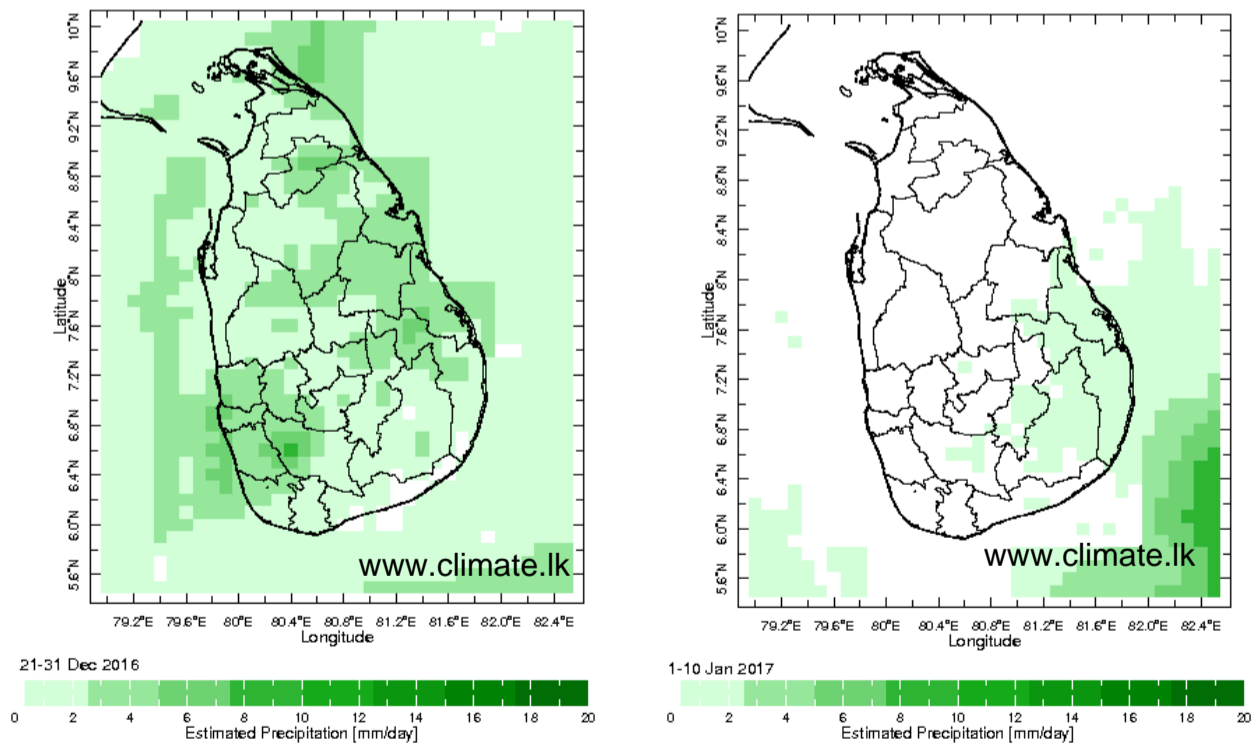 10°N
9.6°N
9.2°N
8.8°N
8.4°N
8°N
7.6°N
7.2°N
6.8°N
6.4°N
6.0°N
5.6°N
Latitude
www.climate.lk
79.2°E 79.6°E 80°E 80.4°E 80.8°E 81.2°E 81.6°E 82.0°E 82.4°E
Longitude
21-31 Dec 2016
0 2 4 6 8 10 12 14 16 18 20
Estimated Precipitation [mm/day]
10°N
9.6°N
9.2°N
8.8°N
8.4°N
8°N
7.6°N
7.2°N
6.8°N
6.4°N
6.0°N
5.6°N
Latitude
www.climate.lk
79.2°E 79.6°E 80°E 80.4°E 80.8°E 81.2°E 81.6°E 82.0°E 82.4°E
Longitude
1-10 Jan 2017
0 2 4 6 8 10 12 14 16 18 20
Estimated Precipitation [mm/day]